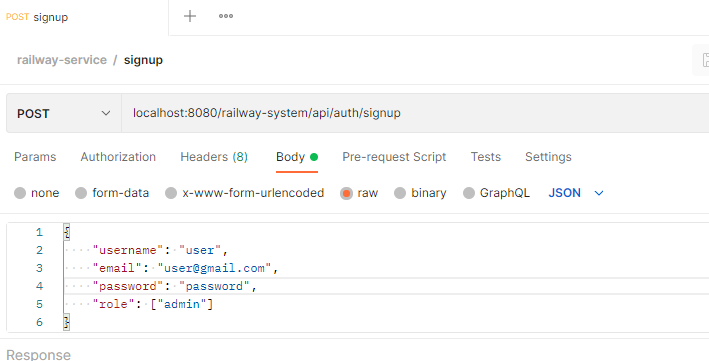 POST signup
railway-service / signup
POST localhost:8080/railway-system/api/auth/signup
Params Authorization Headers (8) Body Pre-request Script Tests Settings
none form-data x-www-form-urlencoded raw binary GraphQL JSON
1 {
2 "username": "user",
3 "email": "user@gmail.com",
4 "password": "password",
5 "role": ["admin"]
6 }
Response